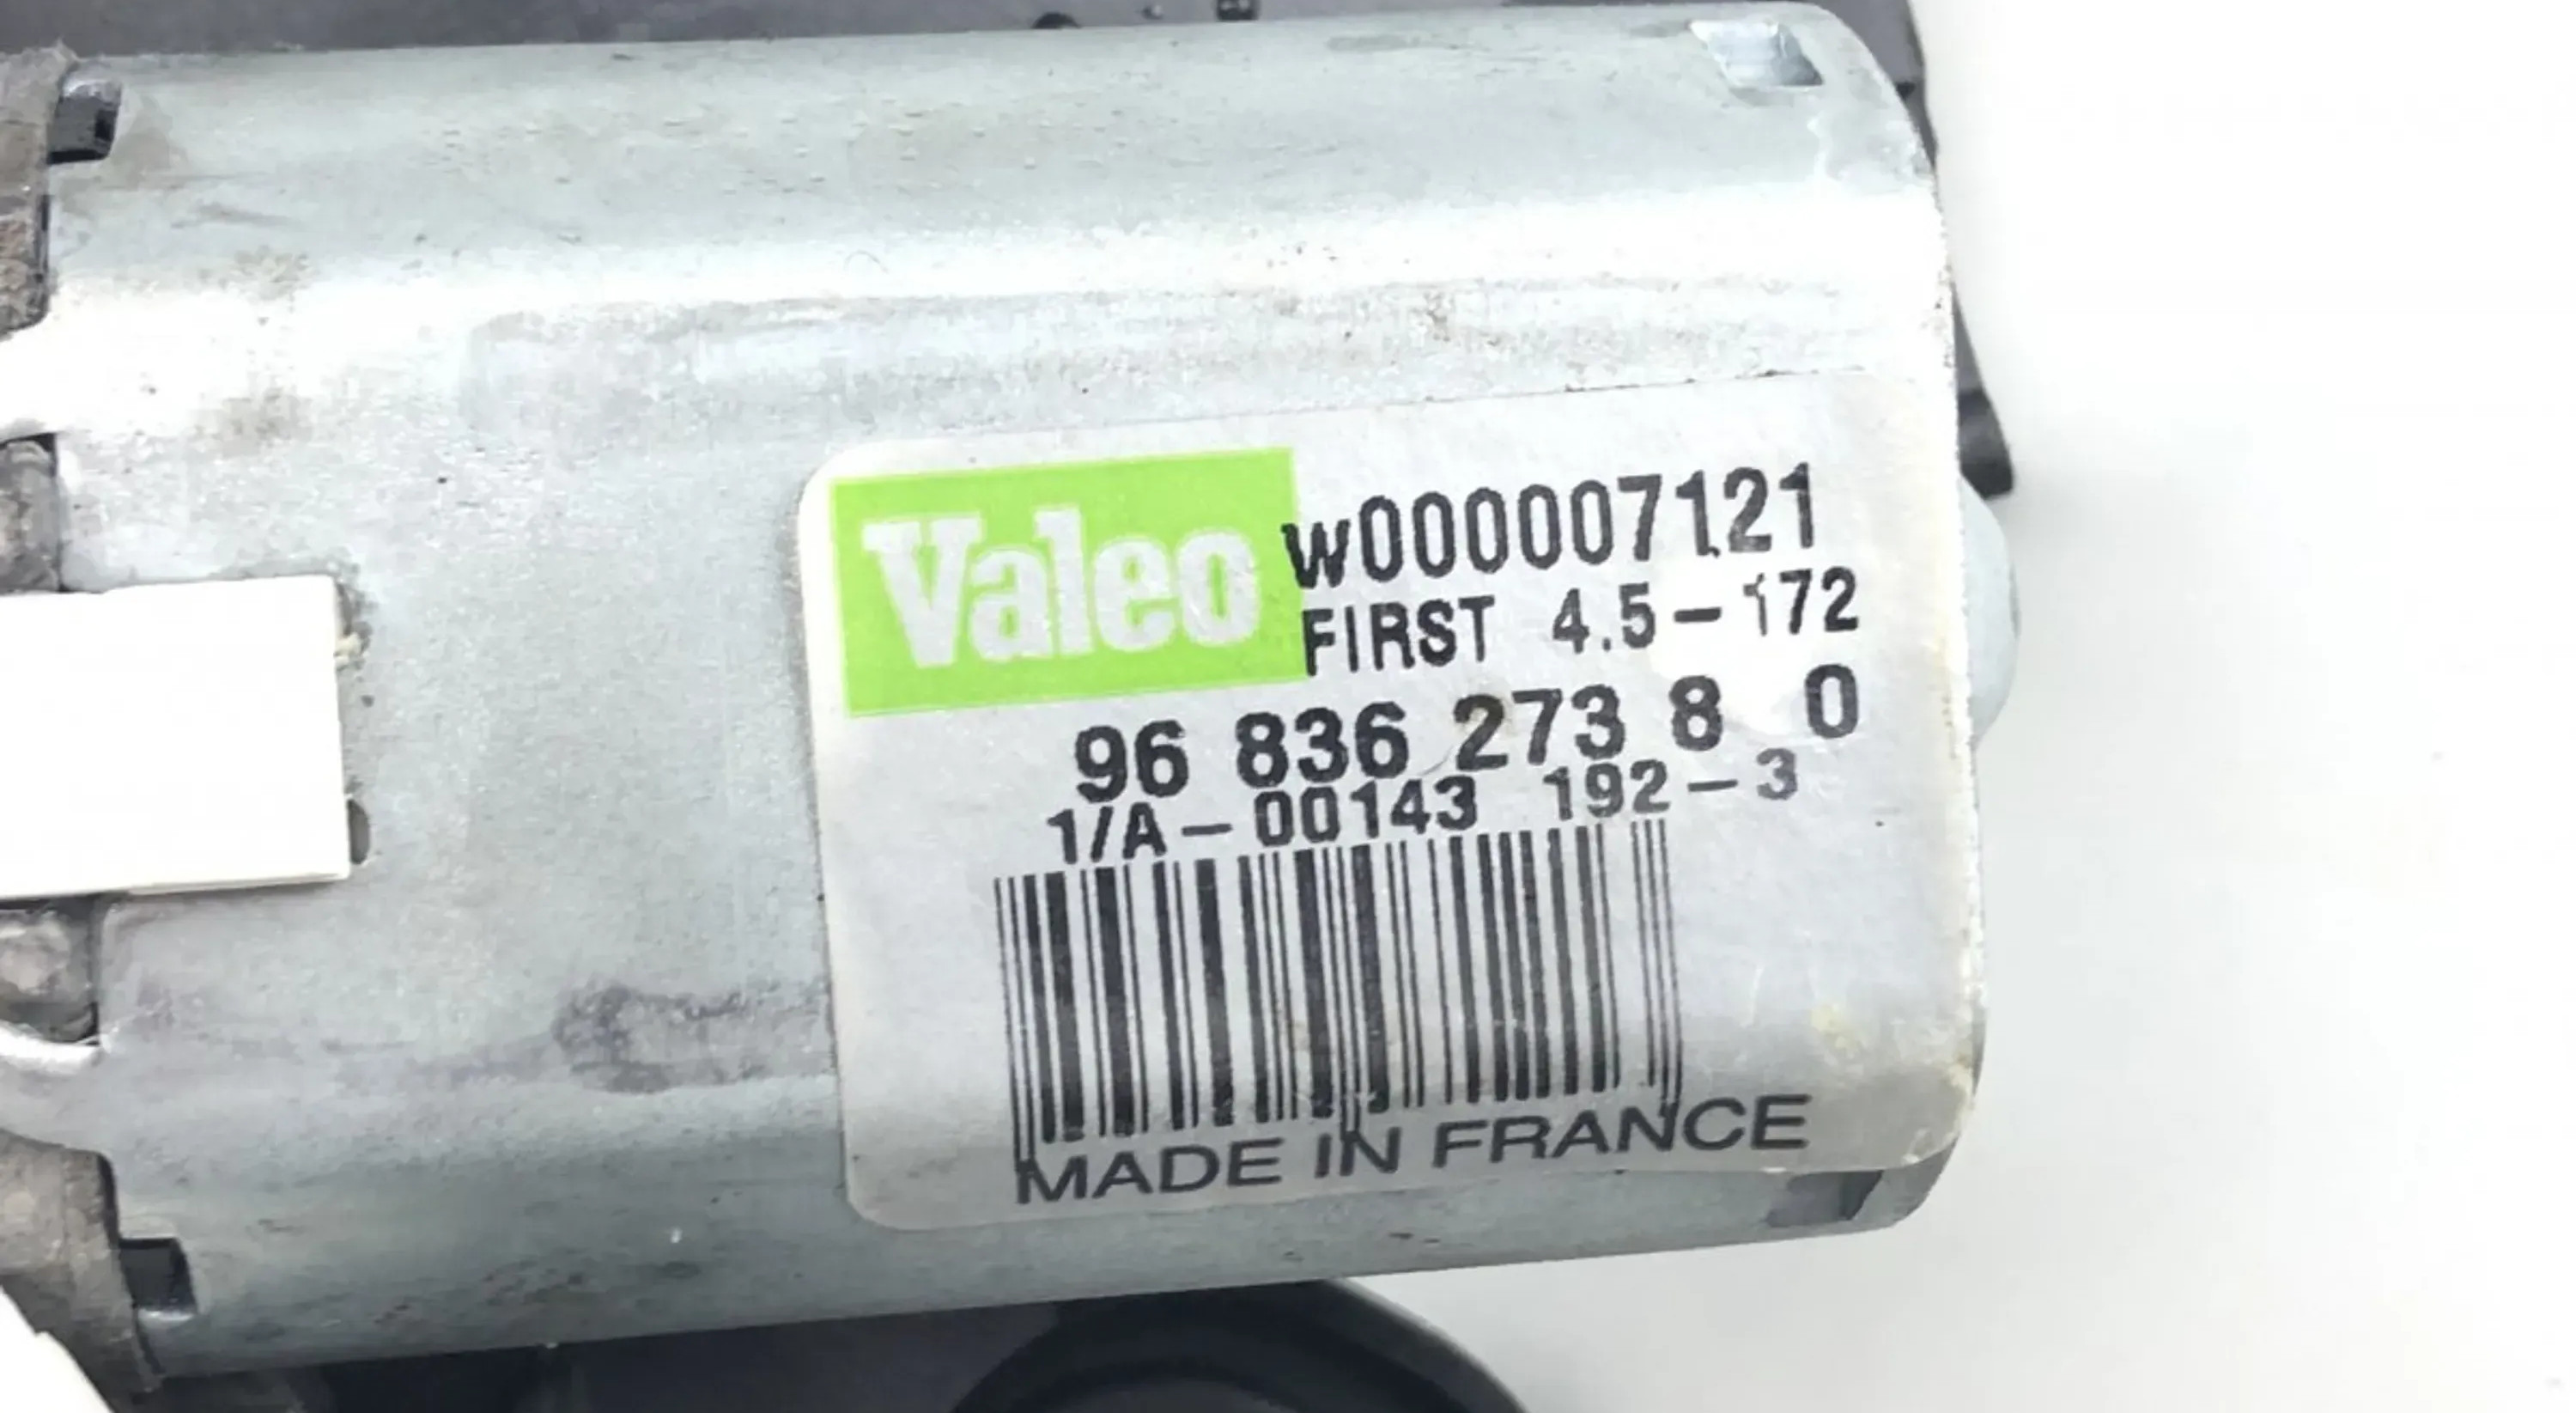 Valeo
W000007121
FIRST 4.5-172
96 836 273 8 0
1/A-00143 192-3
MADE IN FRANCE